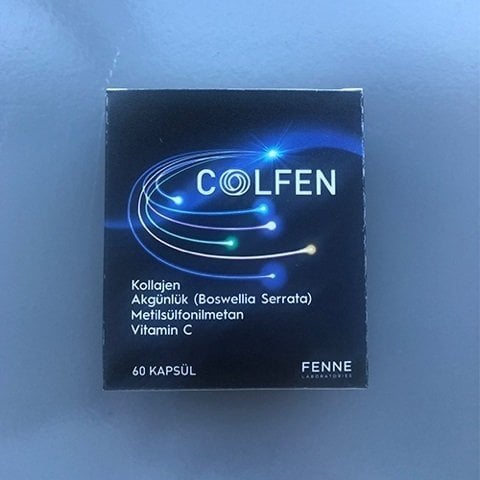 COLFEN
Kollajen
Akgünlük (Boswellia Serrata)
Metilsülfonilmetan
Vitamin C
60 KAPSÜL
FENNE
LABORATORIES